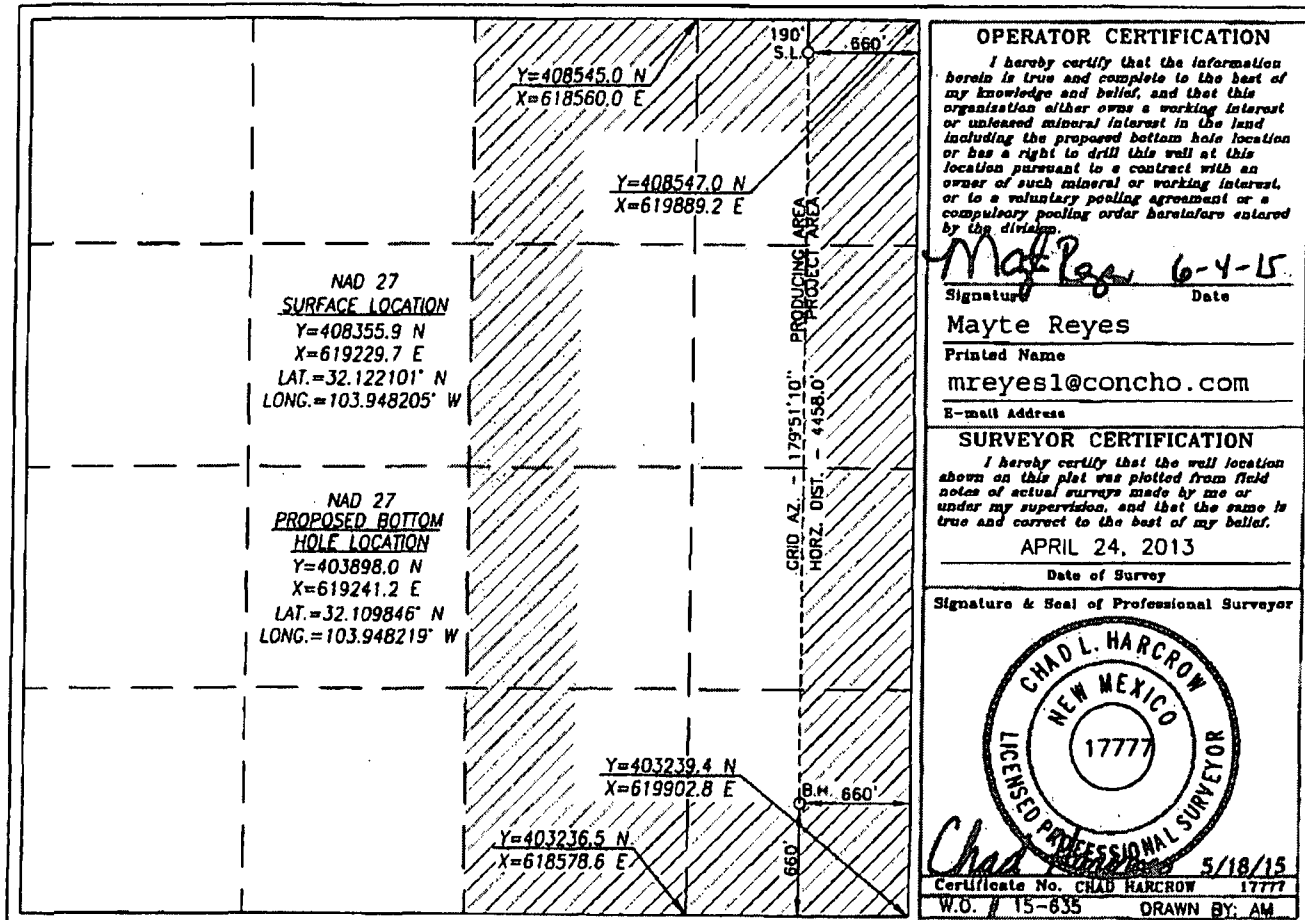 190'
S.L.
660'
Y=408545.0 N
X=618560.0 E
Y=408547.0 N
X=619889.2 E
PRODUCING AREA
PROJECT AREA
GRID AZ. - 179°51'10"
HORZ. DIST. - 4458.0'
NAD 27
SURFACE LOCATION
Y=408355.9 N
X=619229.7 E
LAT.=32.122101° N
LONG.=103.948205° W
NAD 27
PROPOSED BOTTOM
HOLE LOCATION
Y=403898.0 N
X=619241.2 E
LAT.=32.109846° N
LONG.=103.948219° W
Y=403239.4 N
X=619902.8 E
B.H. 660'
Y=403236.5 N
X=618578.6 E
660'
OPERATOR CERTIFICATION
I hereby certify that the information
herein is true and complete to the best of
my knowledge and belief, and that this
organization either owns a working interest
or unleased mineral interest in the land
including the proposed bottom hole location
or has a right to drill this well at this
location pursuant to a contract with an
owner of such mineral or working interest,
or to a voluntary pooling agreement or a
compulsory pooling order heretofore entered
by the division.
6-4-15
Signature Date
Mayte Reyes
Printed Name
mreyes1@concho.com
E-mail Address
SURVEYOR CERTIFICATION
I hereby certify that the well location
shown on this plat was plotted from field
notes of actual surveys made by me or
under my supervision, and that the same is
true and correct to the best of my belief.
APRIL 24, 2013
Date of Survey
Signature & Seal of Professional Surveyor
CHAD L. HARCROW
NEW MEXICO
17777
LICENSED PROFESSIONAL SURVEYOR
Chad 5/18/15
Certificate No. CHAD HARCROW 17777
W.O. # 15-635 DRAWN BY: AM